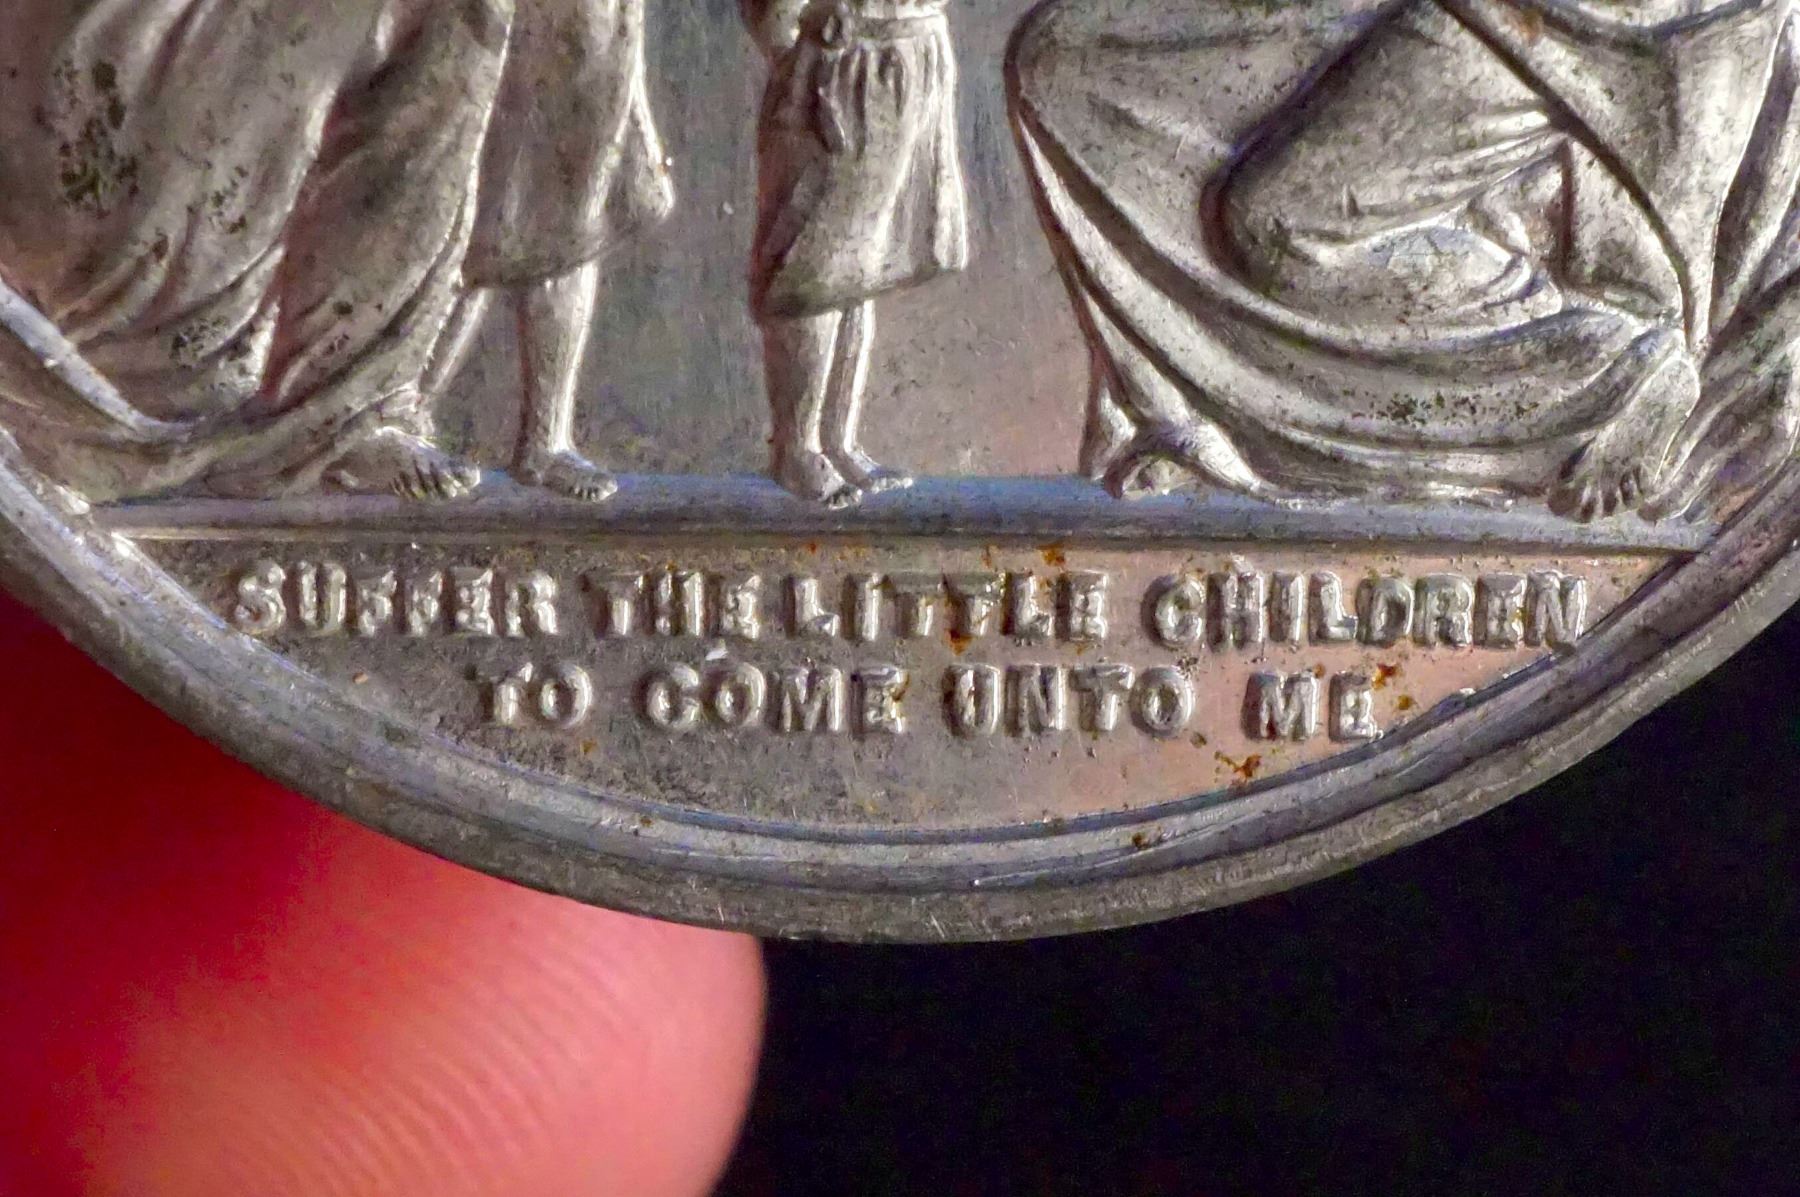 SUFFER THE LITTLE CHILDREN
TO COME UNTO ME